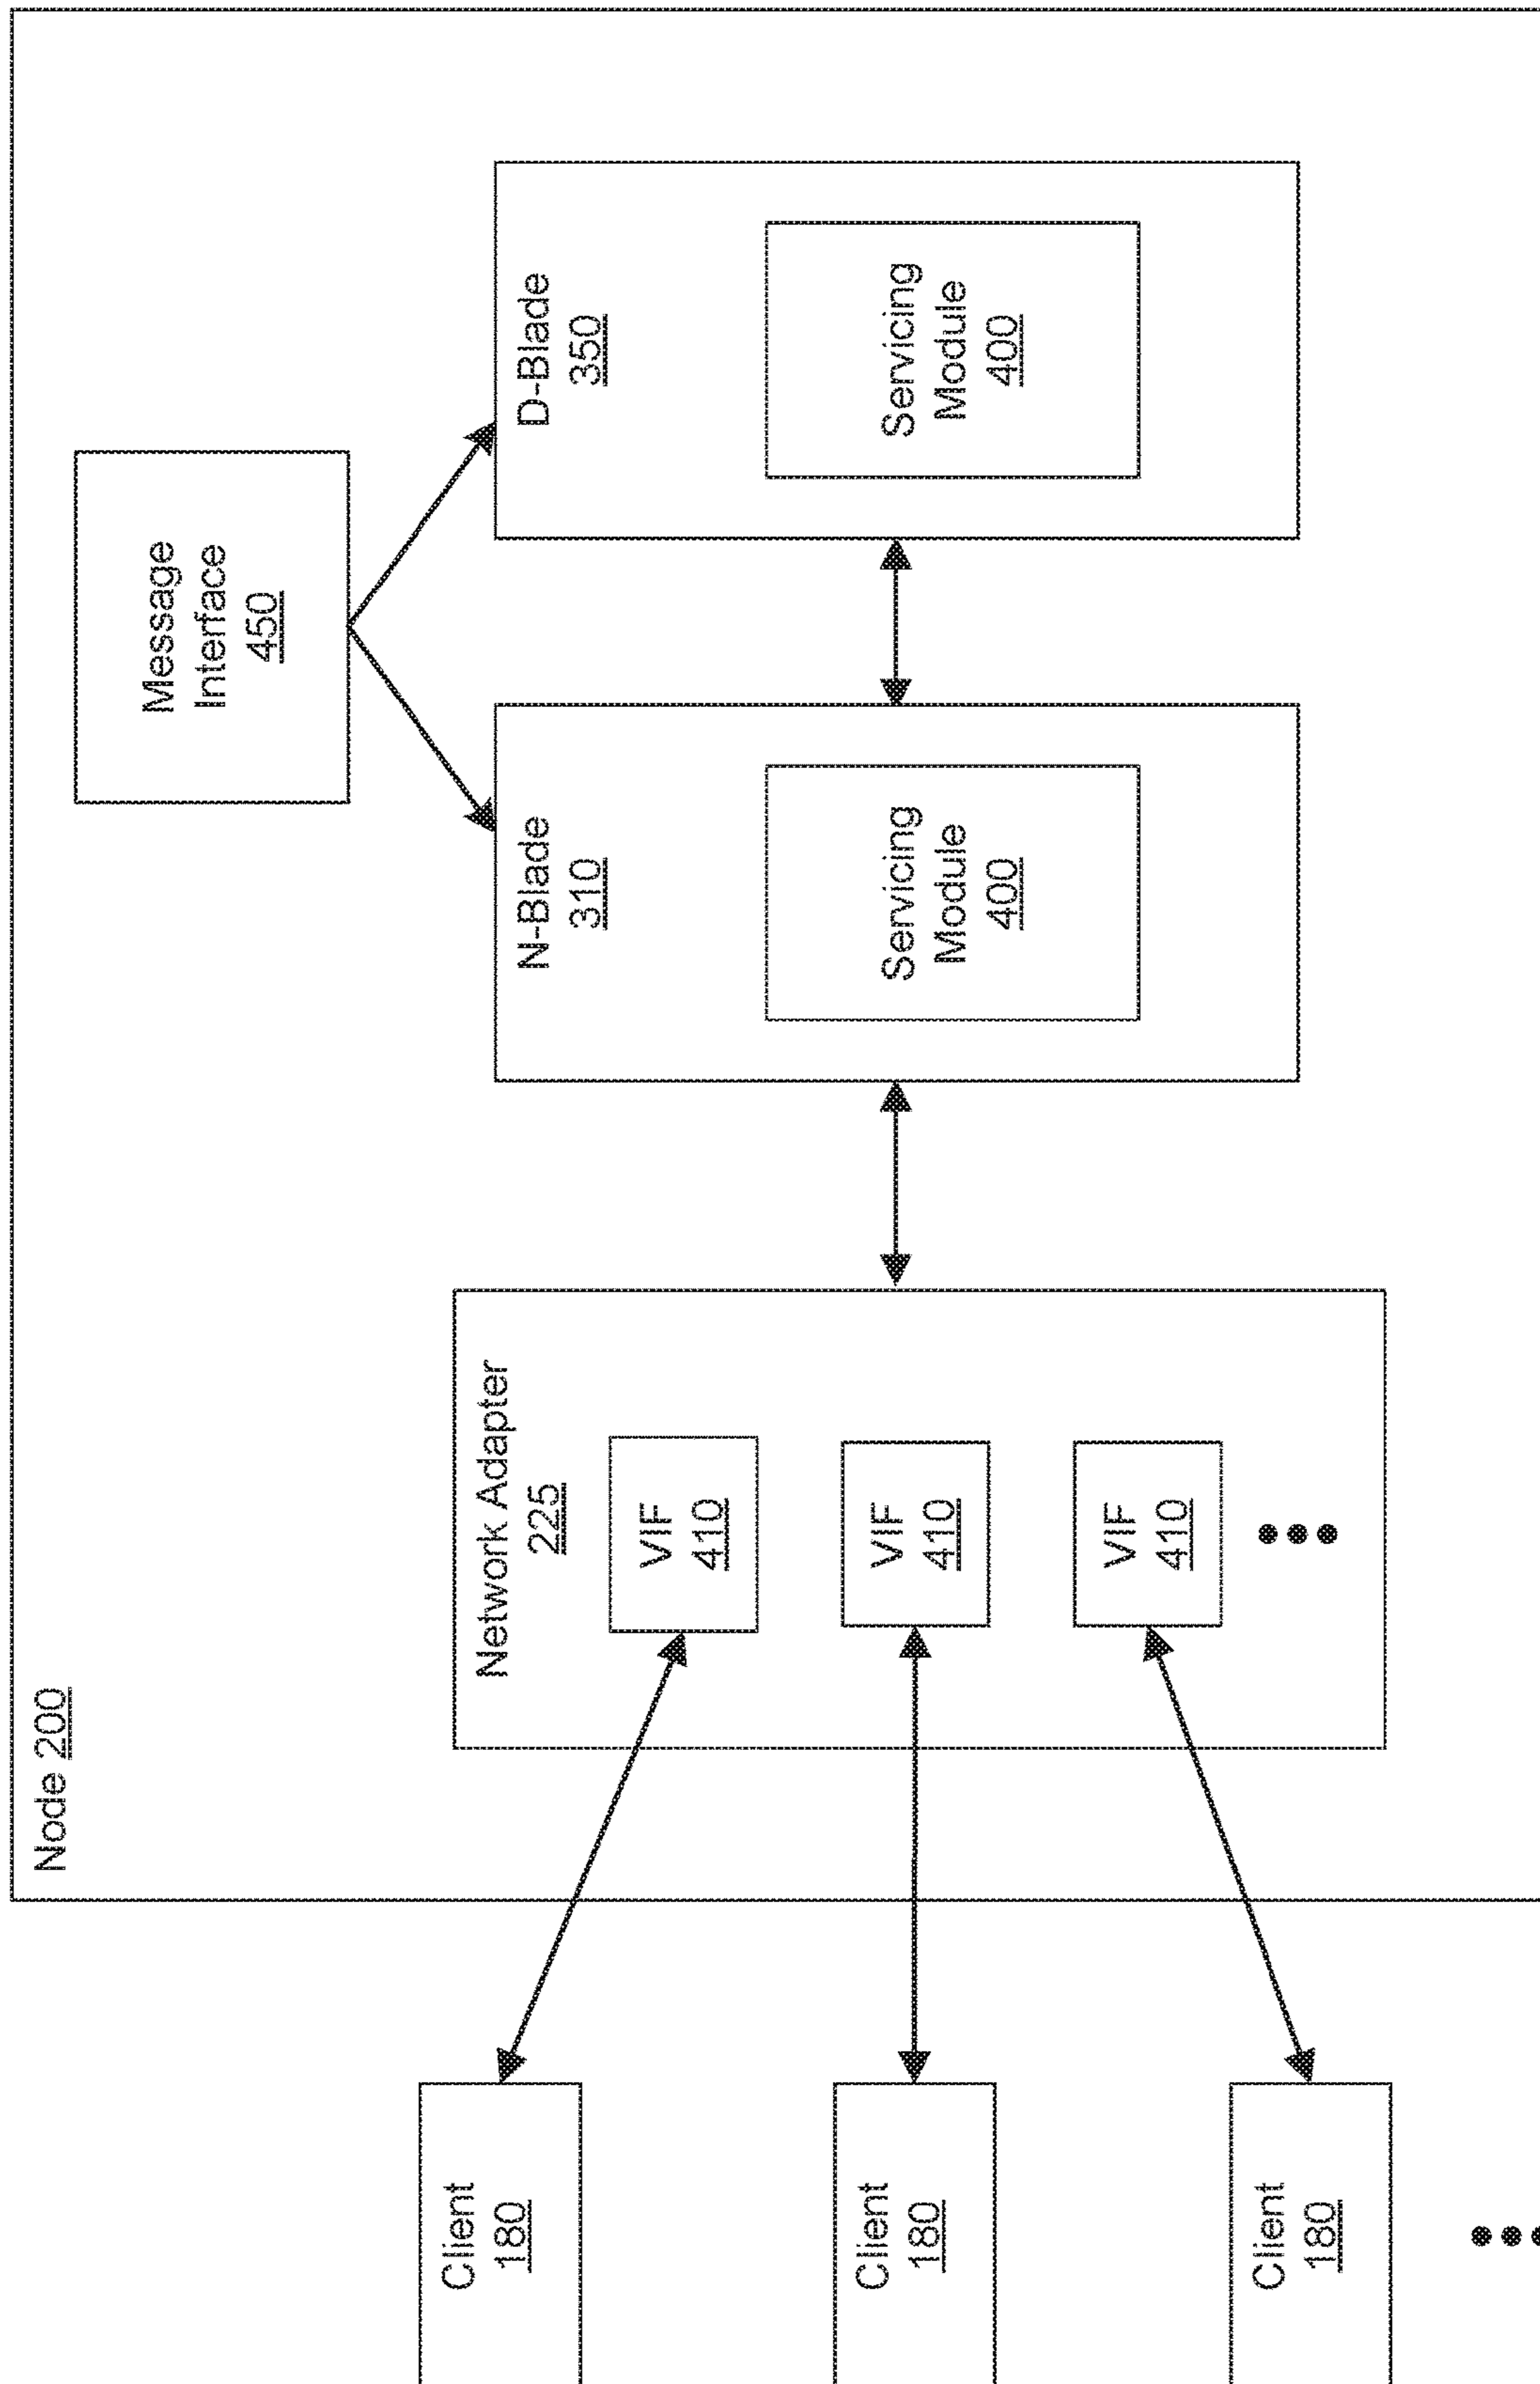 Node 200
Message
Interface
450
Network Adapter
225
N-Blade
310
D-Blade
350
Client
180
VIF
410
Servicing
Module
400
Servicing
Module
400
Client
180
VIF
410
Client
180
VIF
410